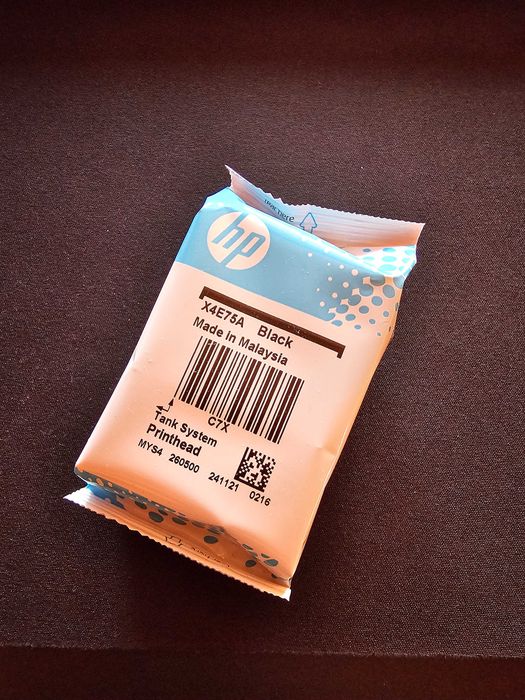 hp
X4E75A Black
Made in Malaysia
C7X
Tank System
Printhead
MYS4 260500 241121 0216